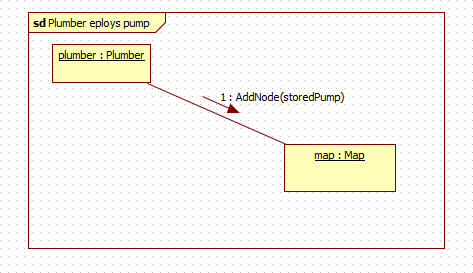 sd Plumber eploys pump
plumber : Plumber
1 : AddNode(storedPump)
map : Map